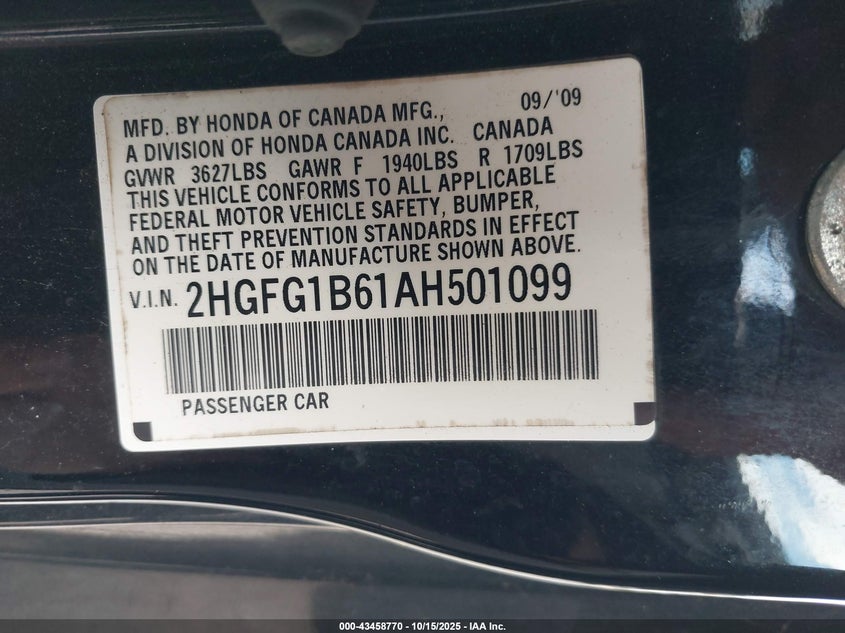 MFD. BY HONDA OF CANADA MFG., 09/'09
A DIVISION OF HONDA CANADA INC. CANADA
GVWR 3627LBS GAWR F 1940LBS R 1709LBS
THIS VEHICLE CONFORMS TO ALL APPLICABLE
FEDERAL MOTOR VEHICLE SAFETY, BUMPER,
AND THEFT PREVENTION STANDARDS IN EFFECT
ON THE DATE OF MANUFACTURE SHOWN ABOVE.
V.I.N. 2HGFG1B61AH501099
PASSENGER CAR
000-43458770 - 10/15/2025 - IAA Inc.